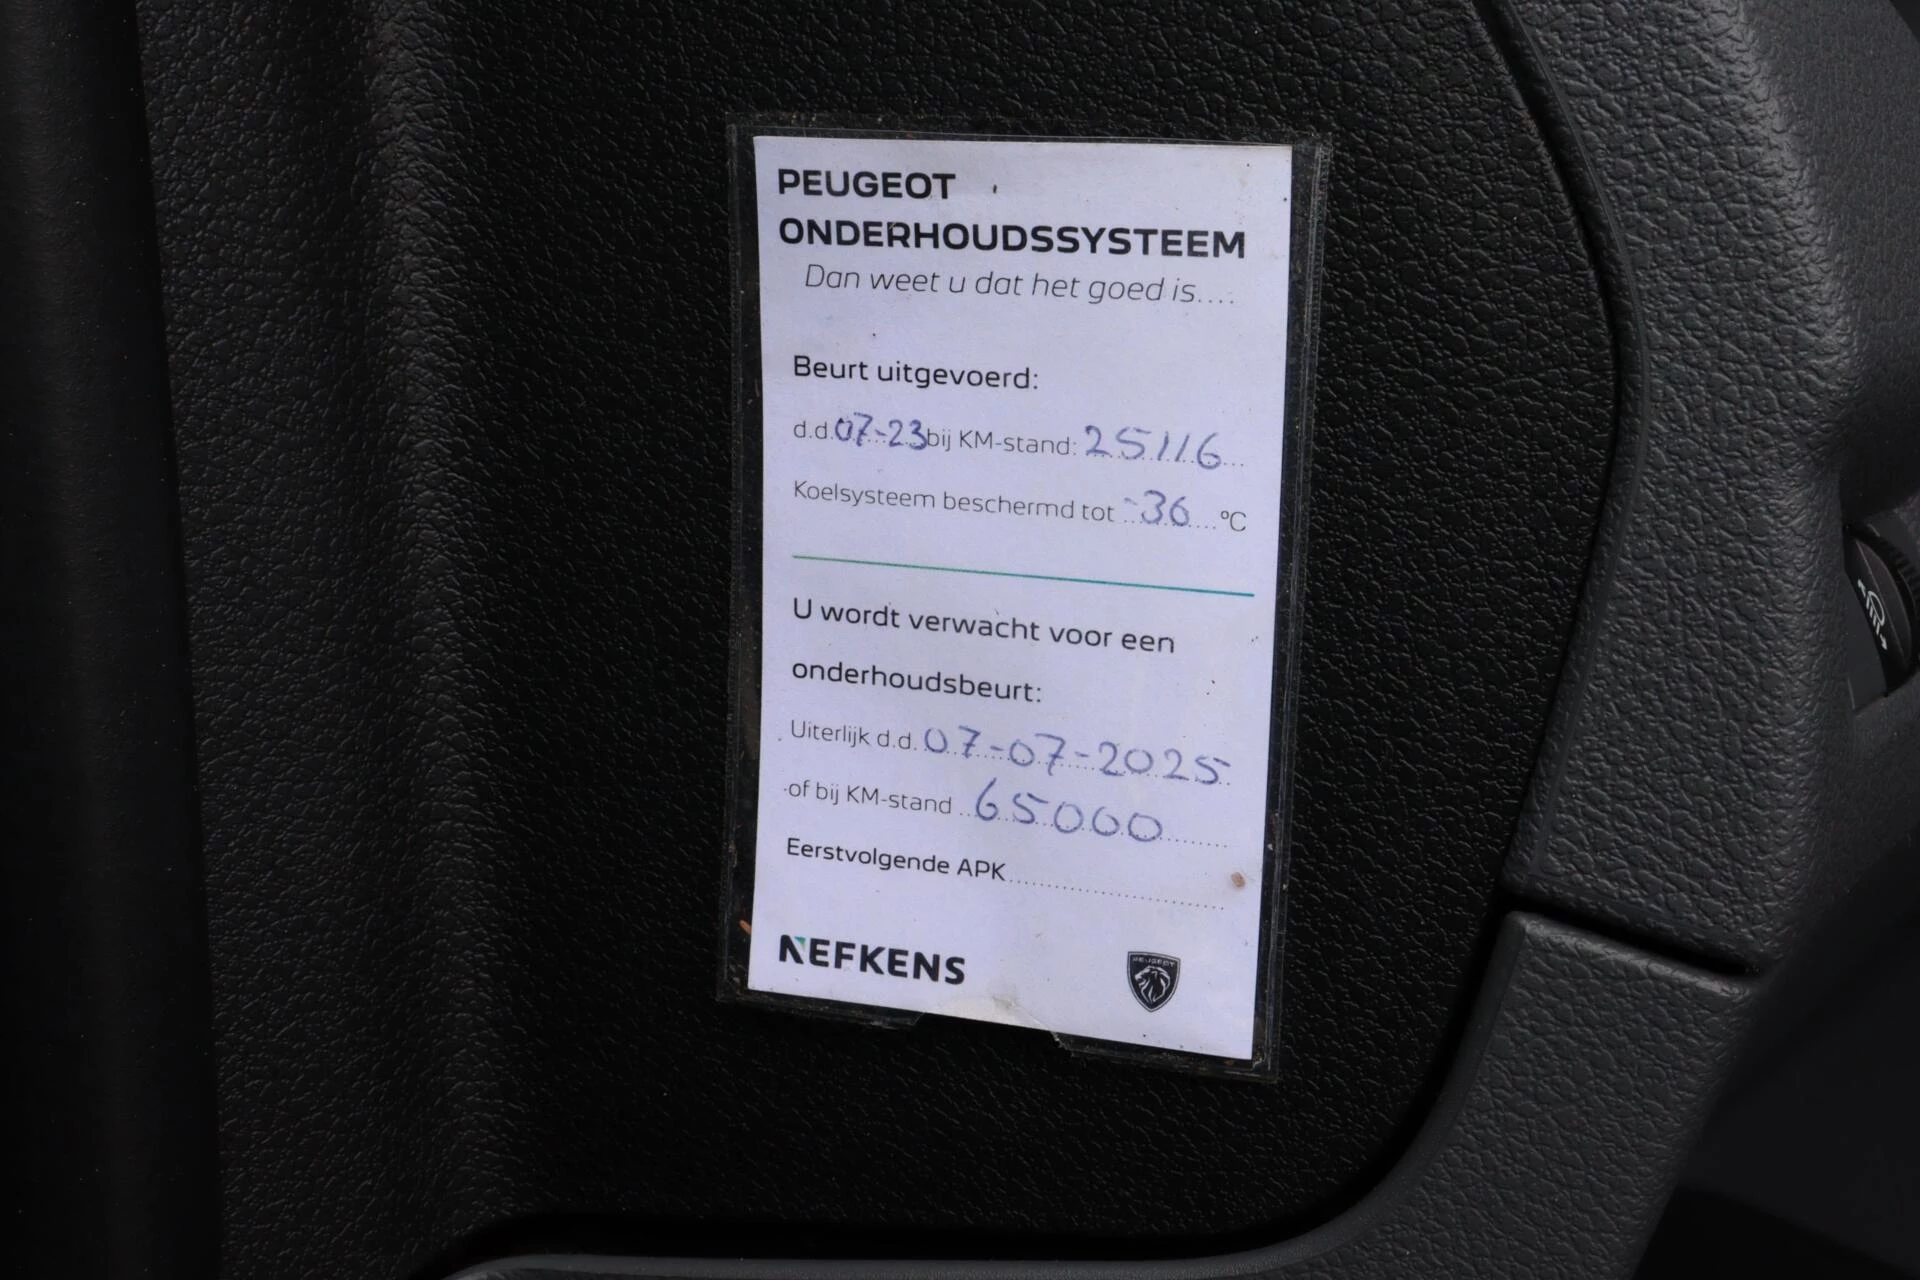 PEUGEOT
ONDERHOUDSSYSTEEM
Dan weet u dat het goed is....
Beurt uitgevoerd:
d.d. 07-23 bij KM-stand: 25116
Koelsysteem beschermd tot -36 °C
U wordt verwacht voor een
onderhoudsbeurt:
Uiterlijk d.d. 07-07-2025
of bij KM-stand 65000
Eerstvolgende APK
NEFKENS
PEUGEOT